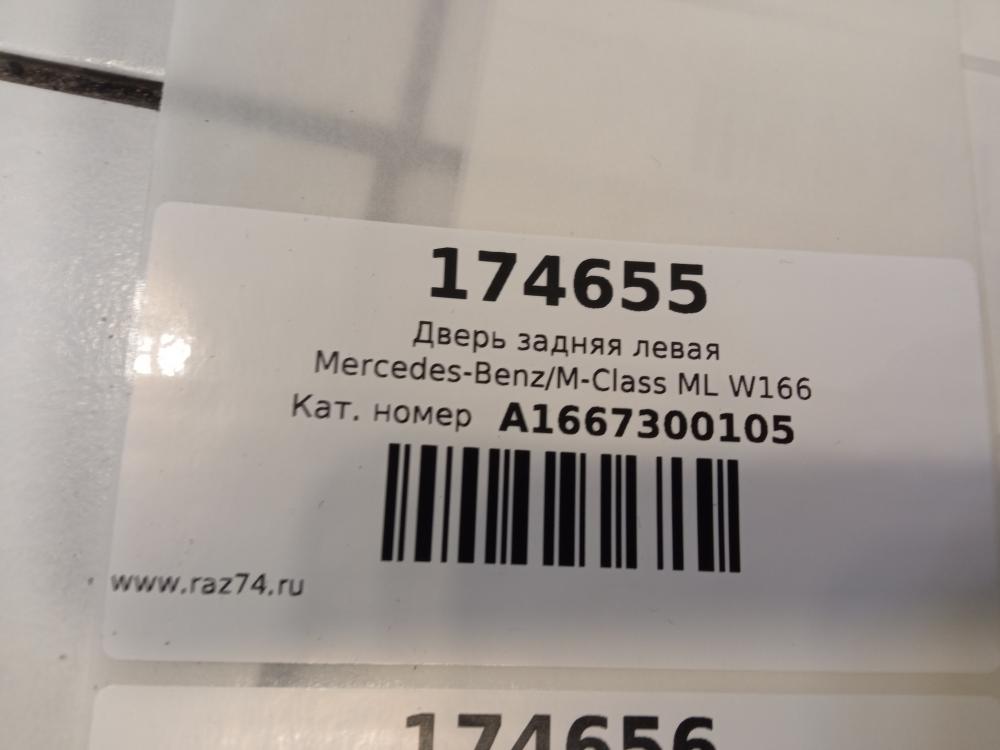 174655
Дверь задняя левая
Mercedes-Benz/M-Class ML W166
Кат. номер A1667300105
www.raz74.ru
174656